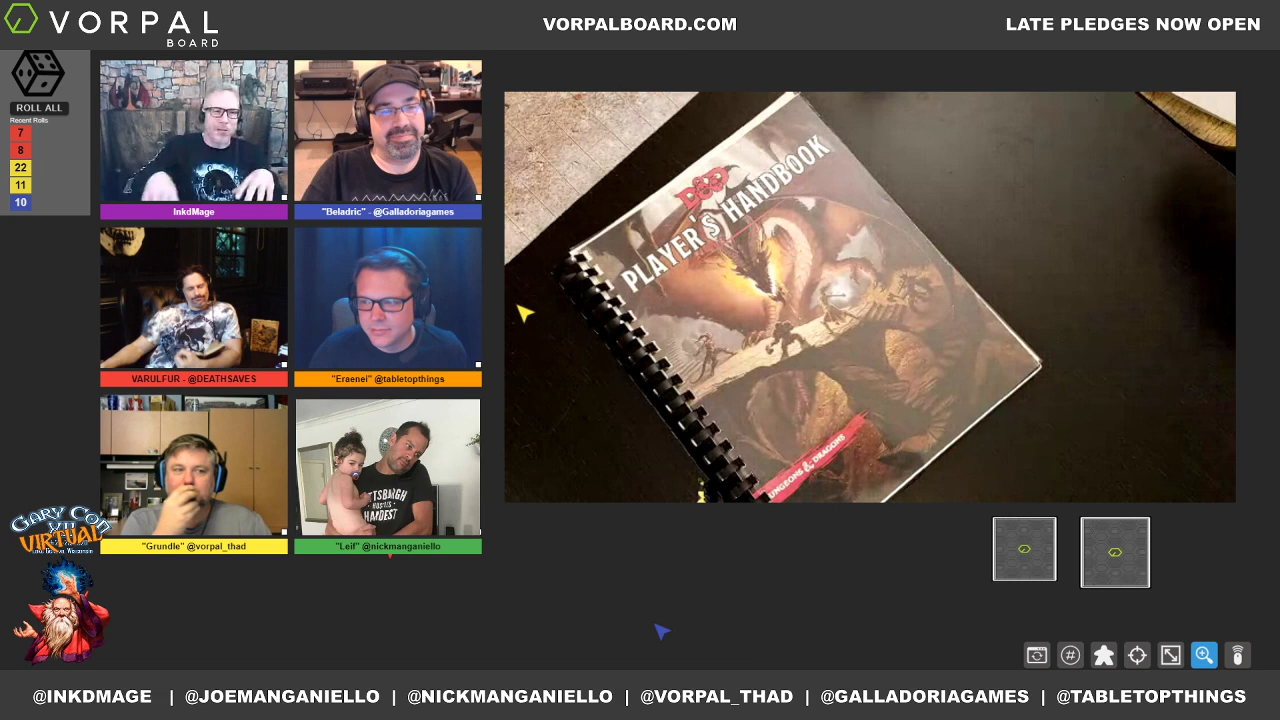 VORPAL
BOARD
VORPALBOARD.COM
LATE PLEDGES NOW OPEN
ROLL ALL
Recent Rolls
7
8
22
11
10
InkdMage
"Beladric" - @Galladoriagames
VARULFUR - @DEATHSAVES
"Eraenei" @tabletopthings
"Grundle" @vorpal_thad
"Leif" @nickmanganiello
HARDEST
D&D
PLAYER'S HANDBOOK
DUNGEONS & DRAGONS
GARY CON
XII
VIRTUAL
#
@INKDMAGE | @JOEMANGANIELLO | @NICKMANGANIELLO | @VORPAL_THAD | @GALLADORIAGAMES | @TABLETOPTHINGS